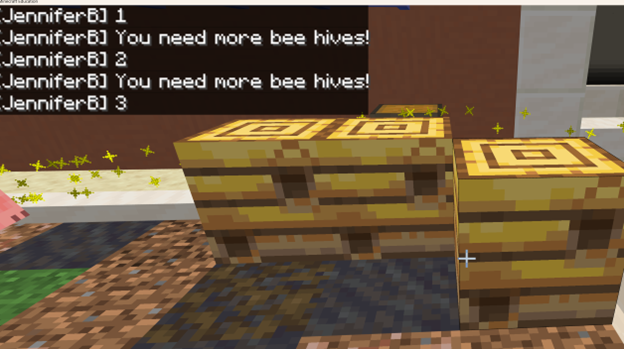 Minecraft Education
[JenniferB] 1
[JenniferB] You need more bee hives!
[JenniferB] 2
[JenniferB] You need more bee hives!
[JenniferB] 3